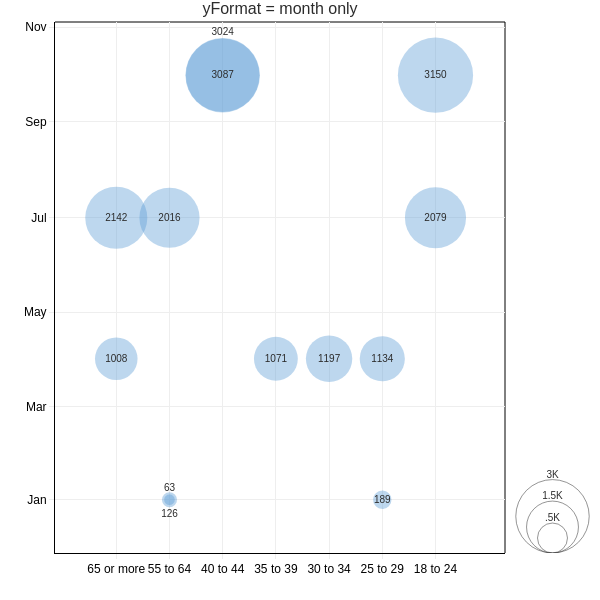 yFormat = month only
Nov
3024
3087
3150
Sep
Jul
2142
2016
2079
May
1008
1071
1197
1134
Mar
Jan
63
126
189
3K
1.5K
.5K
65 or more
55 to 64
40 to 44
35 to 39
30 to 34
25 to 29
18 to 24